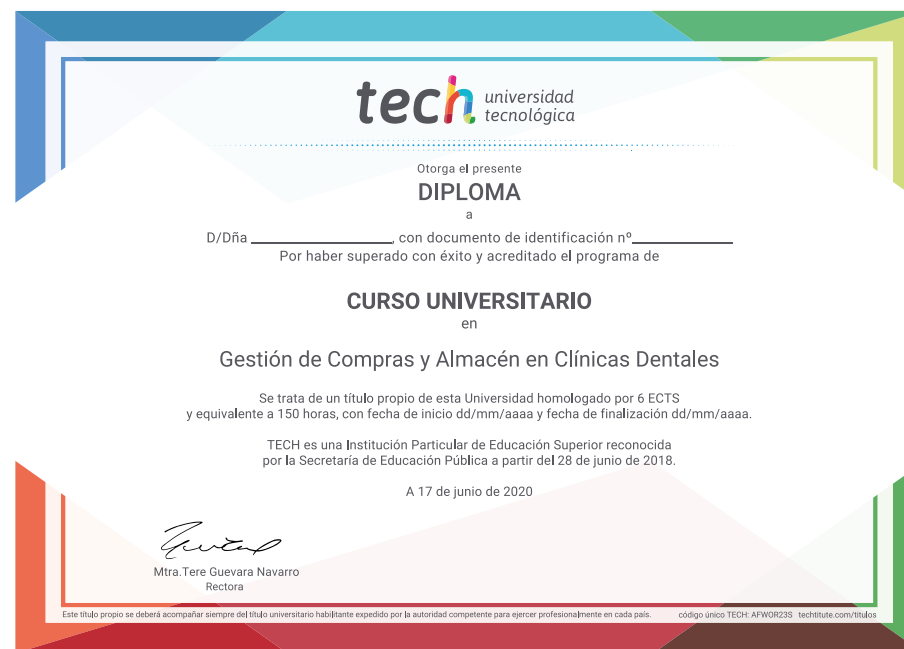 tech universidad
tecnológica
Otorga el presente
DIPLOMA
a
D/Dña ____________________, con documento de identificación nº______________
Por haber superado con éxito y acreditado el programa de
CURSO UNIVERSITARIO
en
Gestión de Compras y Almacén en Clínicas Dentales
Se trata de un título propio de esta Universidad homologado por 6 ECTS
y equivalente a 150 horas, con fecha de inicio dd/mm/aaaa y fecha de finalización dd/mm/aaaa.
TECH es una Institución Particular de Educación Superior reconocida
por la Secretaría de Educación Pública a partir del 28 de junio de 2018.
A 17 de junio de 2020
Mtra.Tere Guevara Navarro
Rectora
Este título propio se deberá acompañar siempre del título universitario habilitante expedido por la autoridad competente para ejercer profesionalmente en cada país. código único TECH: AFWOR23S techtitute.com/titulos